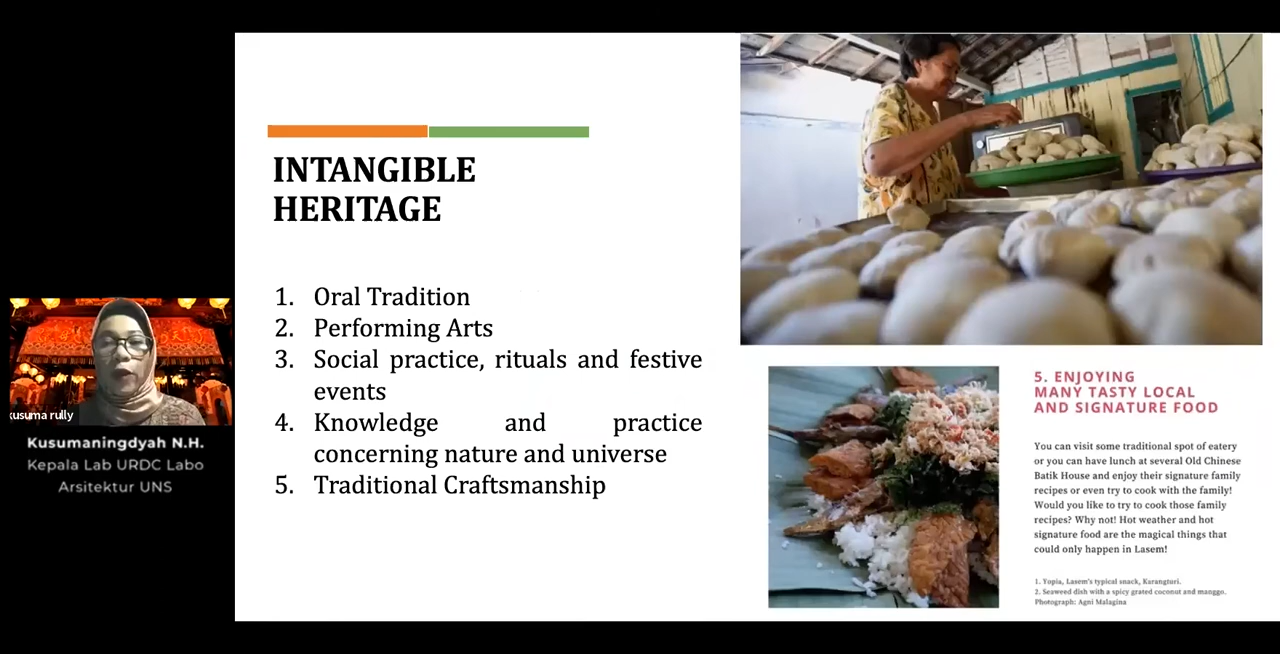 INTANGIBLE
HERITAGE
1. Oral Tradition
2. Performing Arts
3. Social practice, rituals and festive
events
4. Knowledge and practice
concerning nature and universe
5. Traditional Craftsmanship
kusuma rully
Kusumaningdyah N.H.
Kepala Lab URDC Labo
Arsitektur UNS
5. ENJOYING
MANY TASTY LOCAL
AND SIGNATURE FOOD
You can visit some traditional spot of eatery
or you can have lunch at several Old Chinese
Batik House and enjoy their signature family
recipes or even try to cook with the family!
Would you like to try to cook those family
recipes? Why not! Hot weather and hot
signature food are the magical things that
could only happen in Lasem!
1. Yopia, Lasem's typical snack, Karangturi.
2. Seaweed dish with a spicy grated coconut and manggo.
Photograph: Agni Malagina